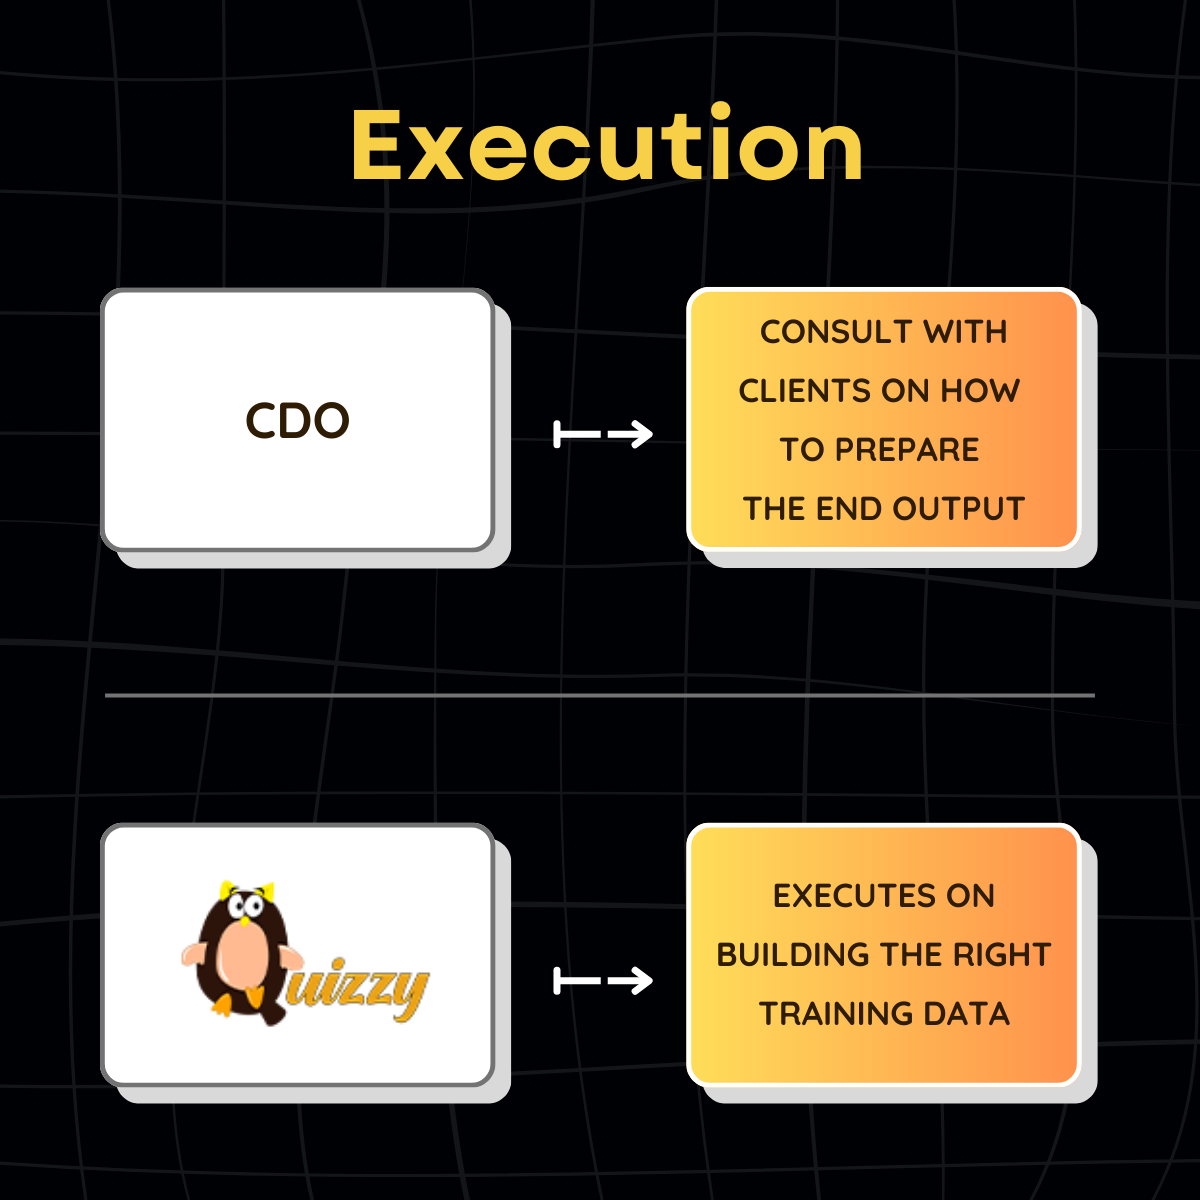 Execution
CDO
CONSULT WITH
CLIENTS ON HOW
TO PREPARE
THE END OUTPUT
Quizzy
EXECUTES ON
BUILDING THE RIGHT
TRAINING DATA